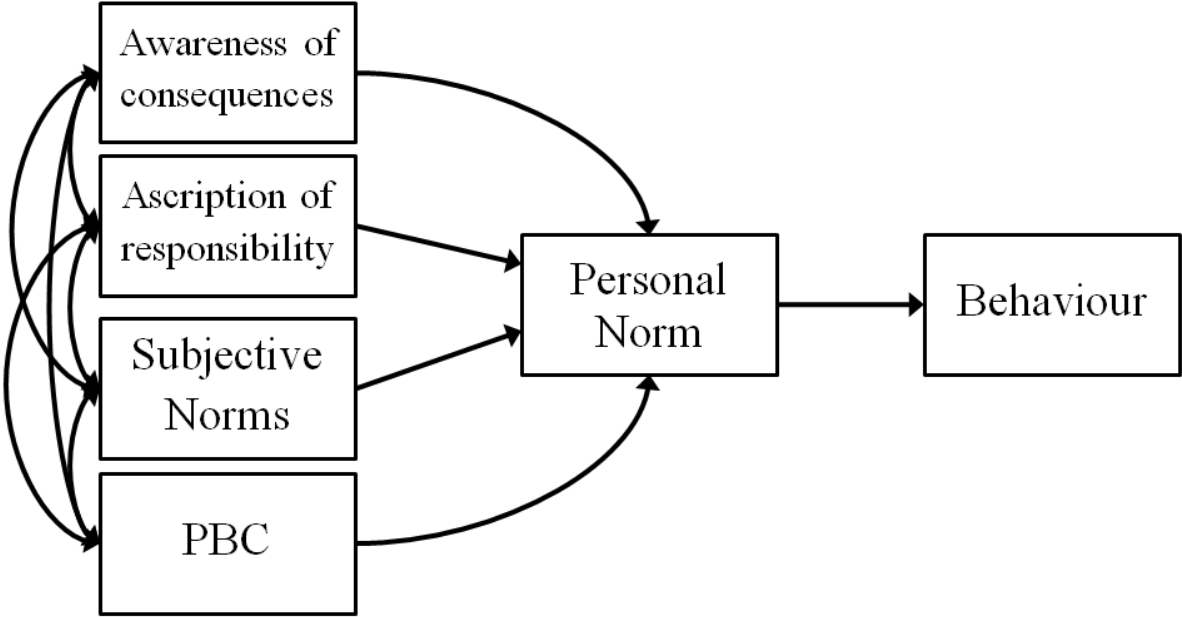 Awareness of
consequences
Ascription of
responsibility
Subjective
Norms
PBC
Personal
Norm
Behaviour